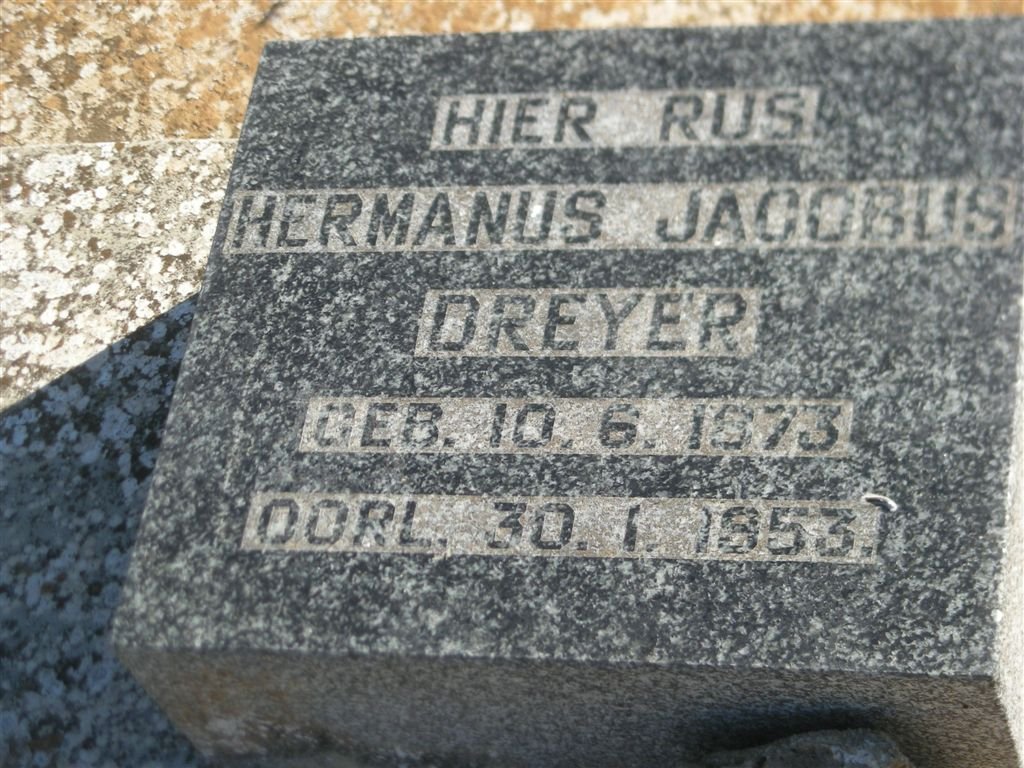 HIER RUS
HERMANUS JACOBUS
DREYER
GEB. 10. 6. 1873
OORL. 30. 1. 1953.